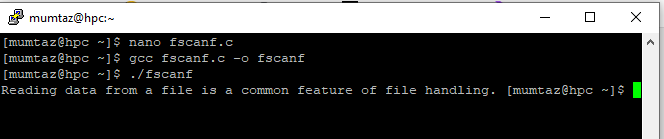 mumtaz@hpc:~
[mumtaz@hpc ~]$ nano fscanf.c
[mumtaz@hpc ~]$ gcc fscanf.c -o fscanf
[mumtaz@hpc ~]$ ./fscanf
Reading data from a file is a common feature of file handling. [mumtaz@hpc ~]$